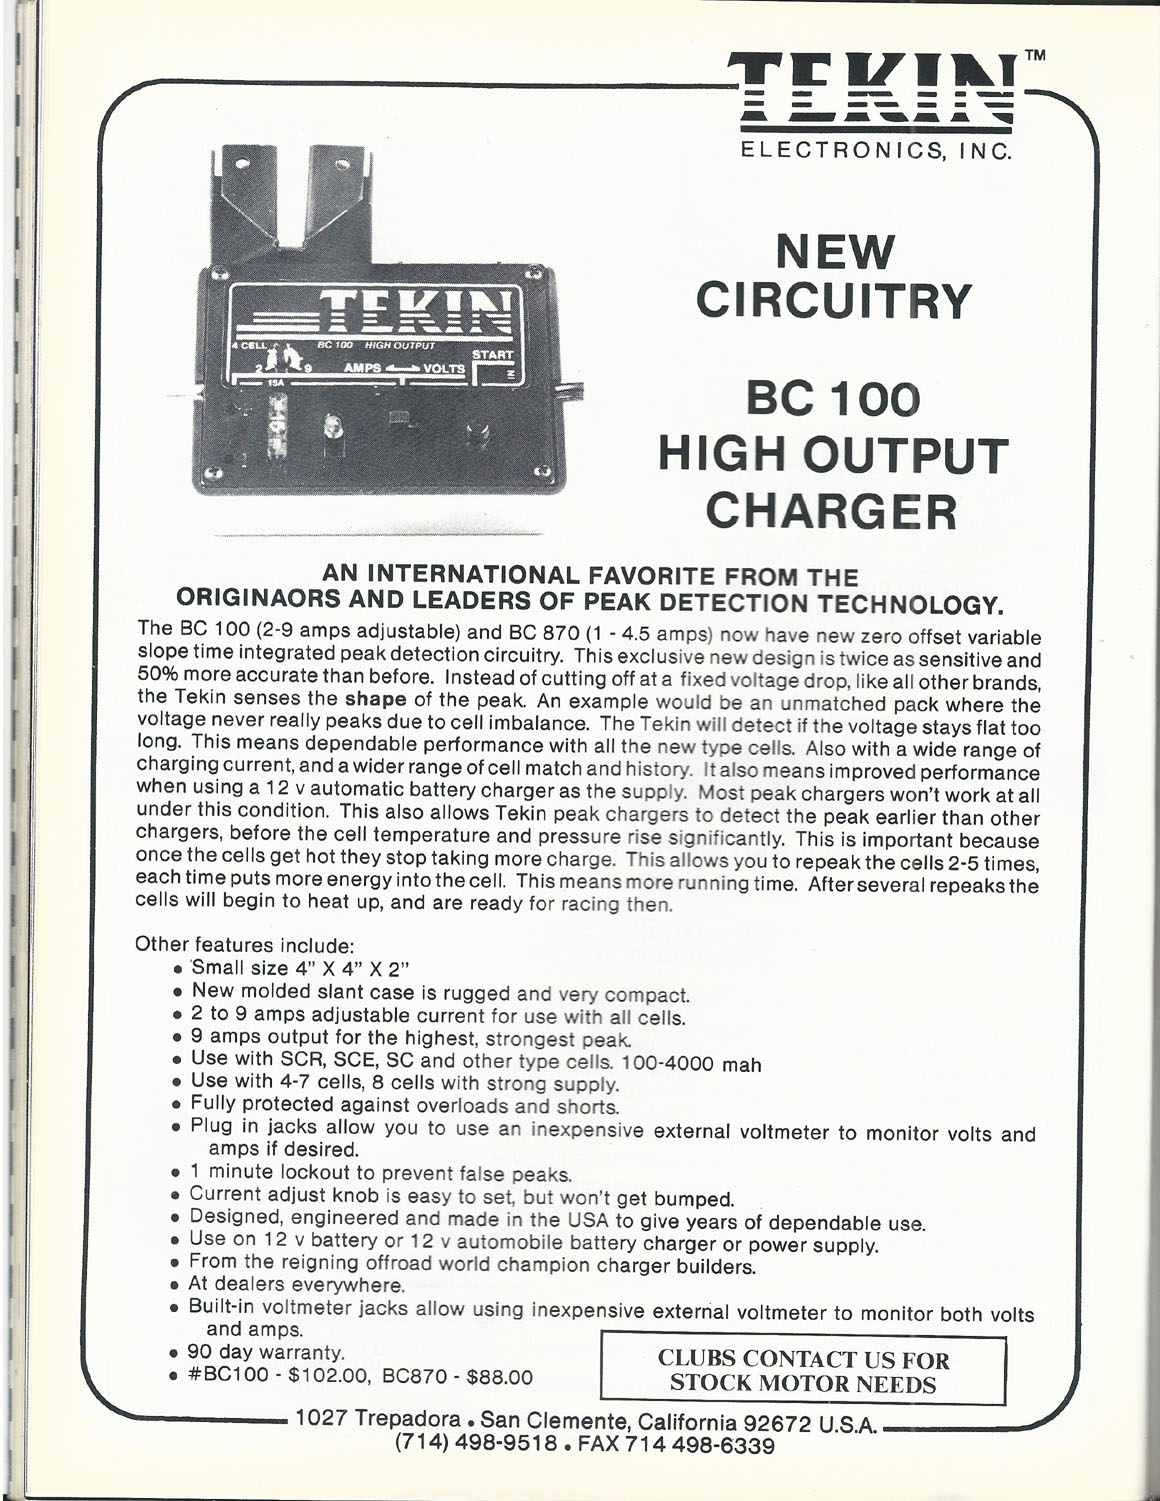 TEKIN™
ELECTRONICS, INC.
TEKIN
4 CELL
BC 100 HIGH OUTPUT
START
2 9 AMPS VOLTS
15A
NEW
CIRCUITRY
BC 100
HIGH OUTPUT
CHARGER
AN INTERNATIONAL FAVORITE FROM THE
ORIGINAORS AND LEADERS OF PEAK DETECTION TECHNOLOGY.
The BC 100 (2-9 amps adjustable) and BC 870 (1 - 4.5 amps) now have new zero offset variable
slope time integrated peak detection circuitry. This exclusive new design is twice as sensitive and
50% more accurate than before. Instead of cutting off at a fixed voltage drop, like all other brands,
the Tekin senses the shape of the peak. An example would be an unmatched pack where the
voltage never really peaks due to cell imbalance. The Tekin will detect if the voltage stays flat too
long. This means dependable performance with all the new type cells. Also with a wide range of
charging current, and a wider range of cell match and history. It also means improved performance
when using a 12 v automatic battery charger as the supply. Most peak chargers won't work at all
under this condition. This also allows Tekin peak chargers to detect the peak earlier than other
chargers, before the cell temperature and pressure rise significantly. This is important because
once the cells get hot they stop taking more charge. This allows you to repeak the cells 2-5 times,
each time puts more energy into the cell. This means more running time. After several repeaks the
cells will begin to heat up, and are ready for racing then.
Other features include:
• Small size 4" X 4" X 2"
• New molded slant case is rugged and very compact.
• 2 to 9 amps adjustable current for use with all cells.
• 9 amps output for the highest, strongest peak.
• Use with SCR, SCE, SC and other type cells. 100-4000 mah
• Use with 4-7 cells, 8 cells with strong supply.
• Fully protected against overloads and shorts.
• Plug in jacks allow you to use an inexpensive external voltmeter to monitor volts and
amps if desired.
• 1 minute lockout to prevent false peaks.
• Current adjust knob is easy to set, but won't get bumped.
• Designed, engineered and made in the USA to give years of dependable use.
• Use on 12 v battery or 12 v automobile battery charger or power supply.
• From the reigning offroad world champion charger builders.
• At dealers everywhere.
• Built-in voltmeter jacks allow using inexpensive external voltmeter to monitor both volts
and amps.
• 90 day warranty.
• #BC100 - $102.00, BC870 - $88.00
CLUBS CONTACT US FOR
STOCK MOTOR NEEDS
1027 Trepadora • San Clemente, California 92672 U.S.A.
(714) 498-9518 • FAX 714 498-6339